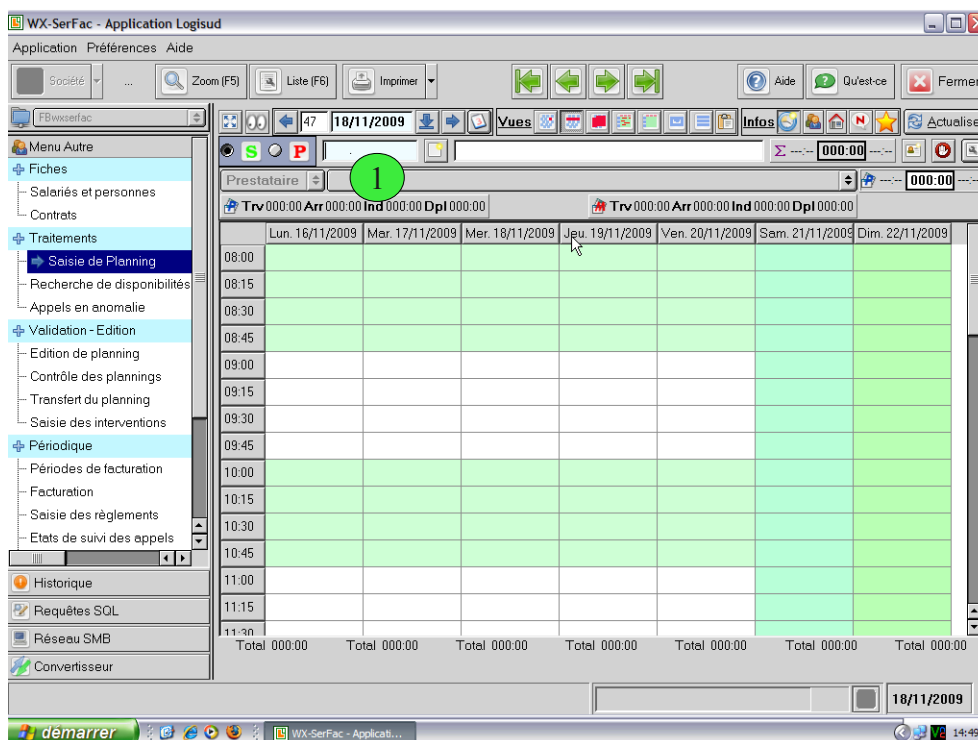 WX-SerFac - Application Logisud
Application Préférences Aide
Société ... Zoom (F5) Liste (F6) Imprimer Aide Qu'est-ce Fermer
FBwxserfac 47 18/11/2009 Vues Infos Actualise
Menu Autre S P Σ ---:-- 000:00 ---:--
Fiches Prestataire 1 ---:-- 000:00 ---:--
Salariés et personnes Trv 000:00 Arr 000:00 Ind 000:00 Dpl 000:00 Trv 000:00 Arr 000:00 Ind 000:00 Dpl 000:00
Contrats
Traitements Lun. 16/11/2009 Mar. 17/11/2009 Mer. 18/11/2009 Jeu. 19/11/2009 Ven. 20/11/2009 Sam. 21/11/2009 Dim. 22/11/2009
Saisie de Planning 08:00
Recherche de disponibilités 08:15
Appels en anomalie 08:30
Validation - Edition 08:45
Edition de planning 09:00
Contrôle des plannings 09:15
Transfert du planning
Saisie des interventions 09:30
Périodique 09:45
Périodes de facturation 10:00
Facturation 10:15
Saisie des règlements
Etats de suivi des appels 10:30
10:45
Historique 11:00
Requêtes SQL 11:15
Réseau SMB 11:30
Total 000:00 Total 000:00 Total 000:00 Total 000:00 Total 000:00 Total 000:00 Total 000:00
Convertisseur
18/11/2009
démarrer WX-SerFac - Applicati... V2